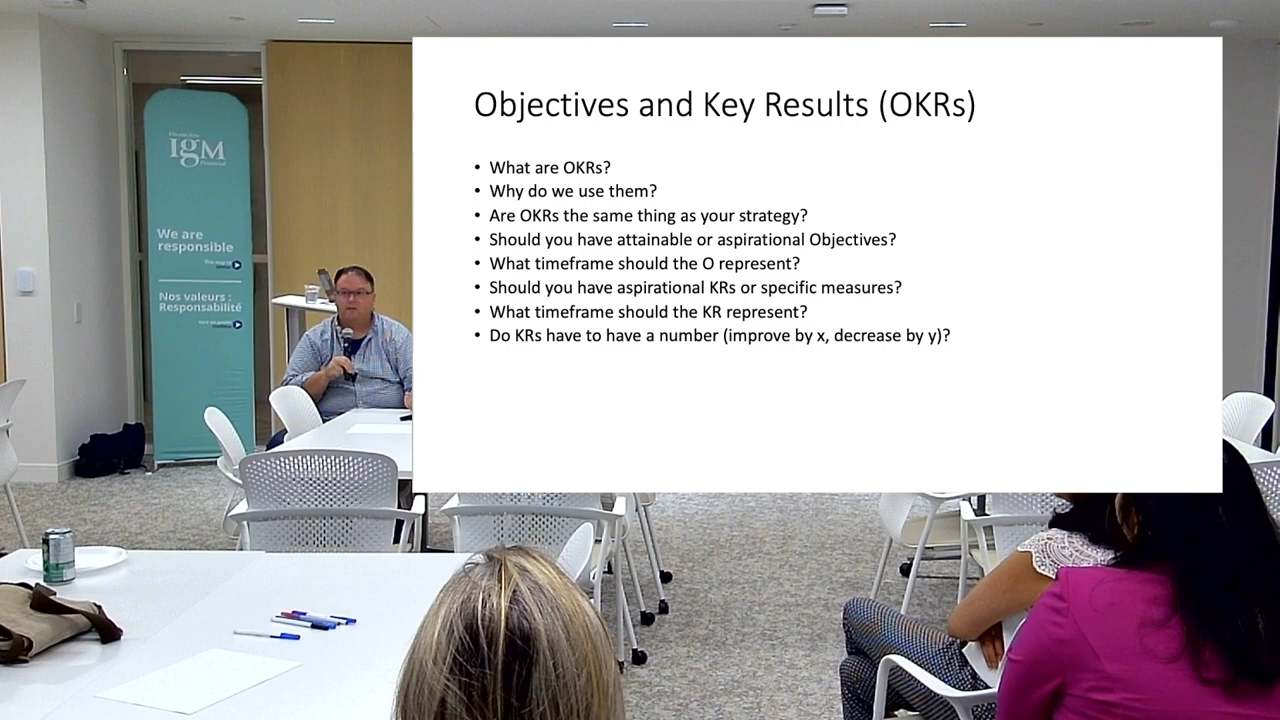 Objectives and Key Results (OKRs)
• What are OKRs?
• Why do we use them?
• Are OKRs the same thing as your strategy?
• Should you have attainable or aspirational Objectives?
• What timeframe should the O represent?
• Should you have aspirational KRs or specific measures?
• What timeframe should the KR represent?
• Do KRs have to have a number (improve by x, decrease by y)?
Financière
IGM
Financial
We are
responsible
Nos valeurs :
Responsabilité